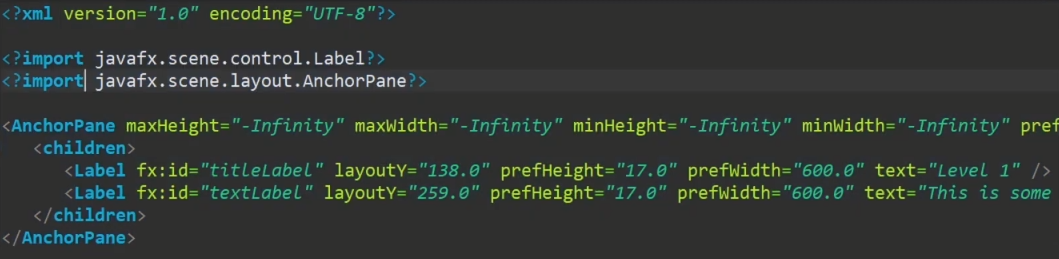 <?xml version="1.0" encoding="UTF-8"?>
<?import javafx.scene.control.Label?>
<?import javafx.scene.layout.AnchorPane?>
<AnchorPane maxHeight="-Infinity" maxWidth="-Infinity" minHeight="-Infinity" minWidth="-Infinity" pref
<children>
<Label fx:id="titleLabel" layoutY="138.0" prefHeight="17.0" prefWidth="600.0" text="Level 1" />
<Label fx:id="textLabel" layoutY="259.0" prefHeight="17.0" prefWidth="600.0" text="This is some
</children>
</AnchorPane>